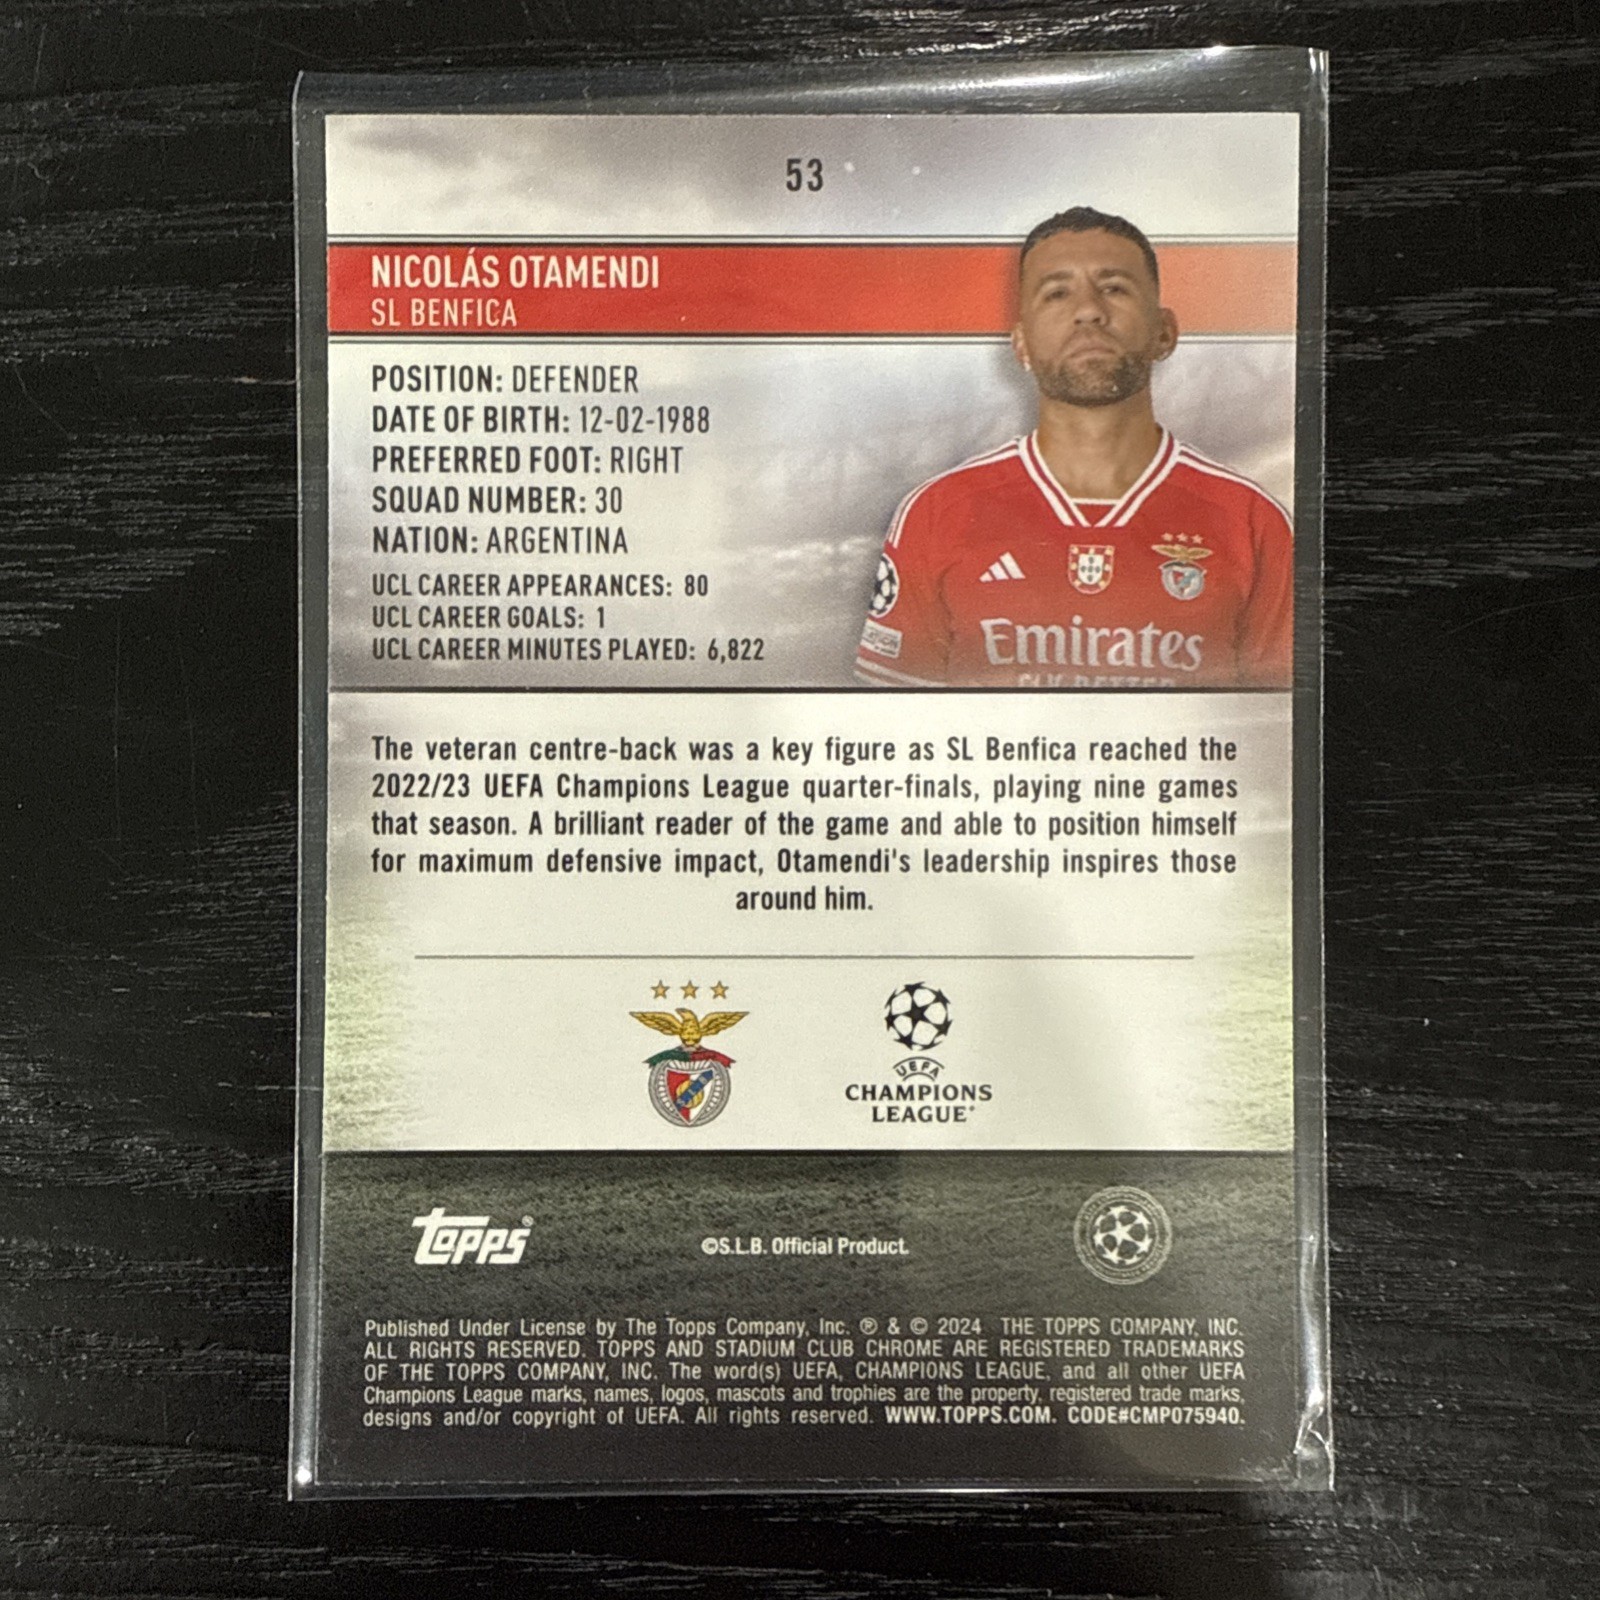 53
NICOLÁS OTAMENDI
SL BENFICA
POSITION: DEFENDER
DATE OF BIRTH: 12-02-1988
PREFERRED FOOT: RIGHT
SQUAD NUMBER: 30
NATION: ARGENTINA
UCL CAREER APPEARANCES: 80
UCL CAREER GOALS: 1
UCL CAREER MINUTES PLAYED: 6,822
Emirates
FLY BETTER
The veteran centre-back was a key figure as SL Benfica reached the
2022/23 UEFA Champions League quarter-finals, playing nine games
that season. A brilliant reader of the game and able to position himself
for maximum defensive impact, Otamendi's leadership inspires those
around him.
UEFA
CHAMPIONS
LEAGUE®
topps®
©S.L.B. Official Product.
Published Under License by The Topps Company, Inc. ® & © 2024 THE TOPPS COMPANY, INC.
ALL RIGHTS RESERVED. TOPPS AND STADIUM CLUB CHROME ARE REGISTERED TRADEMARKS
OF THE TOPPS COMPANY, INC. The word(s) UEFA, CHAMPIONS LEAGUE, and all other UEFA
Champions League marks, names, logos, mascots and trophies are the property, registered trade marks,
designs and/or copyright of UEFA. All rights reserved. WWW.TOPPS.COM. CODE#CMP075940.